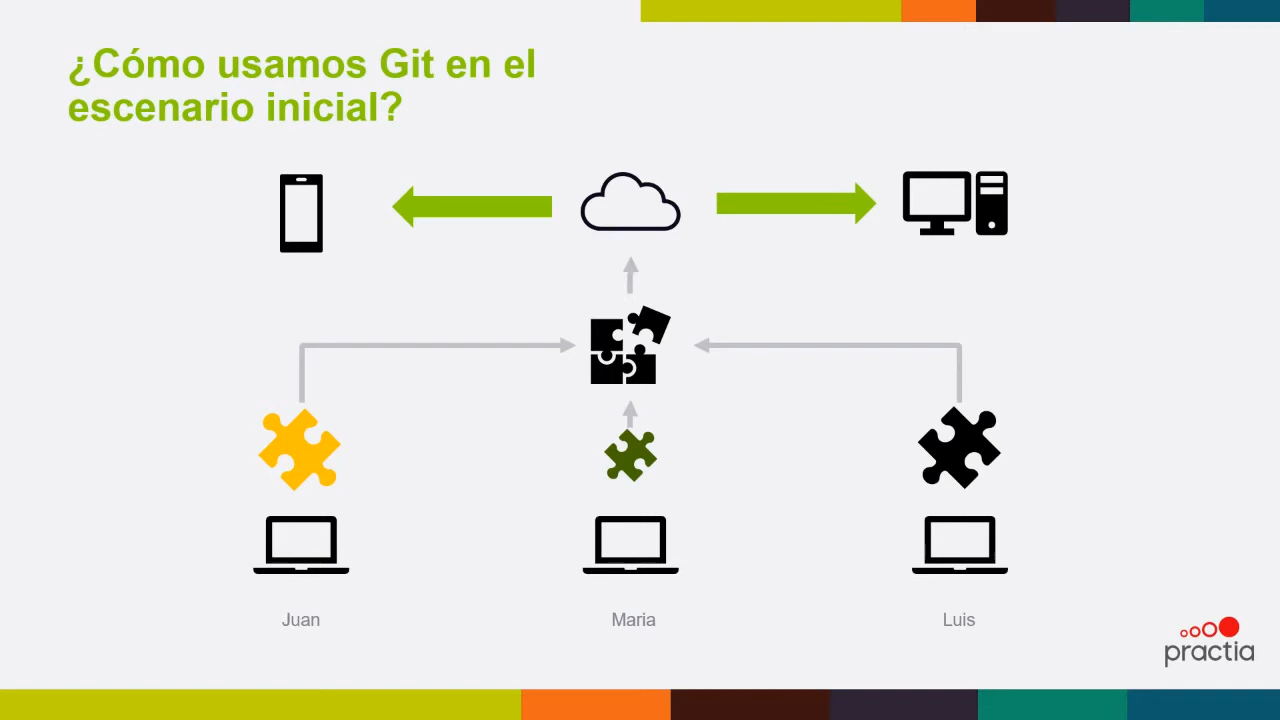 ¿Cómo usamos Git en el
escenario inicial?
Juan
Maria
Luis
practia